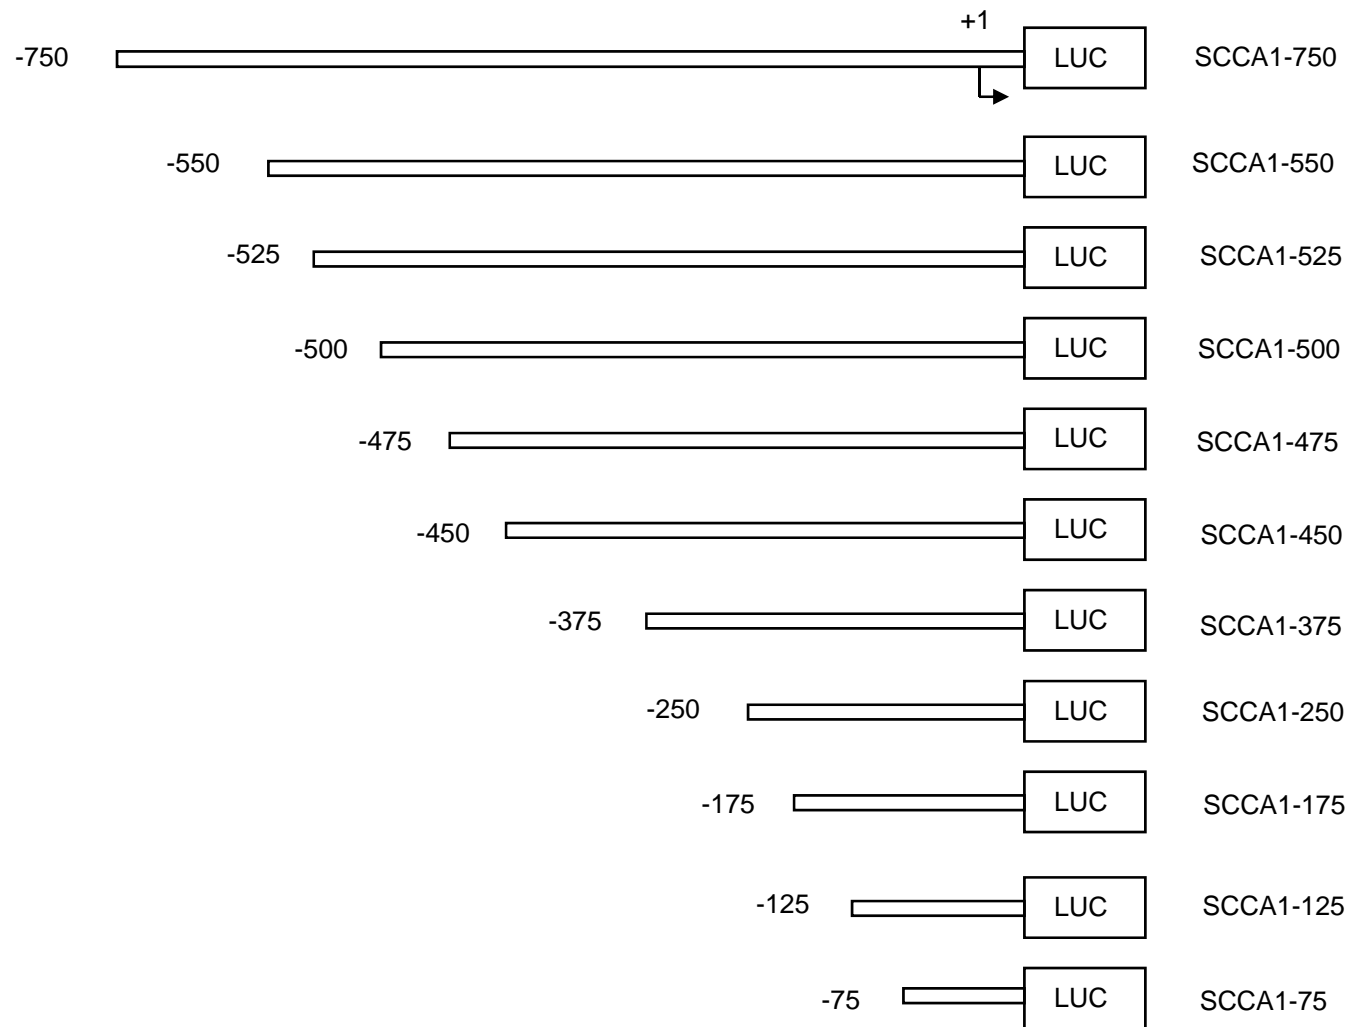 +1
-750 LUC SCCA1-750
-550 LUC SCCA1-550
-525 LUC SCCA1-525
-500 LUC SCCA1-500
-475 LUC SCCA1-475
-450 LUC SCCA1-450
-375 LUC SCCA1-375
-250 LUC SCCA1-250
-175 LUC SCCA1-175
-125 LUC SCCA1-125
-75 LUC SCCA1-75